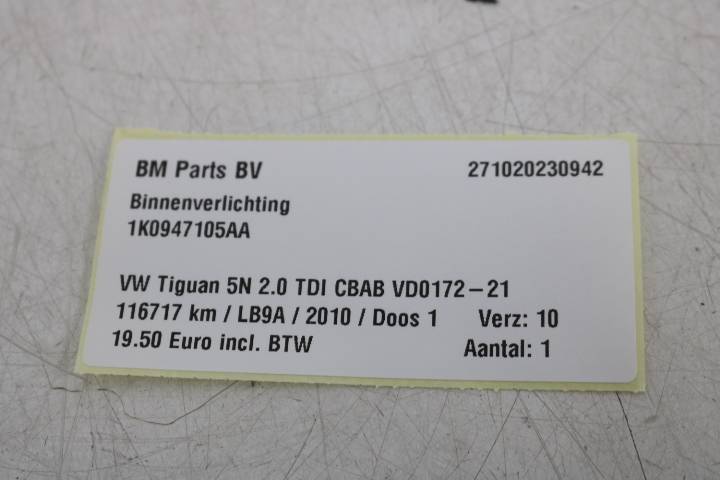 BM Parts BV 271020230942
Binnenverlichting
1K0947105AA
VW Tiguan 5N 2.0 TDI CBAB VD0172-21
116717 km / LB9A / 2010 / Doos 1 Verz: 10
19.50 Euro incl. BTW Aantal: 1